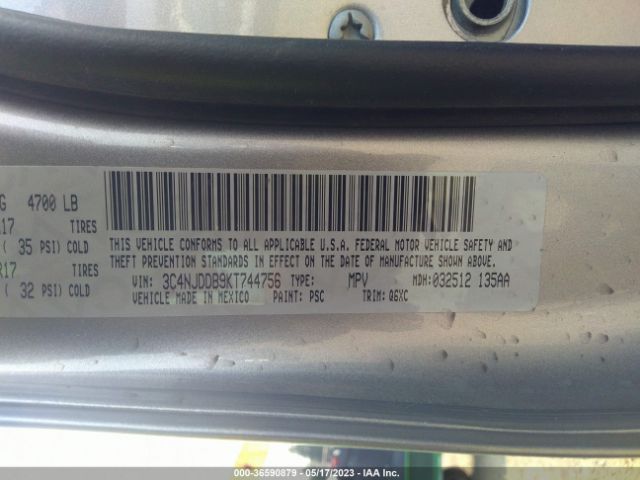 G 4700 LB
17 TIRES
( 35 PSI) COLD
R17 TIRES
( 32 PSI) COLD
THIS VEHICLE CONFORMS TO ALL APPLICABLE U.S.A. FEDERAL MOTOR VEHICLE SAFETY AND
THEFT PREVENTION STANDARDS IN EFFECT ON THE DATE OF MANUFACTURE SHOWN ABOVE.
VIN: 3C4NJDDB9KT744756 TYPE: MPV MDH:032512 135AA
VEHICLE MADE IN MEXICO PAINT: PSC TRIM: Q6XC
000-36590879 — 05/17/2023 — IAA Inc.